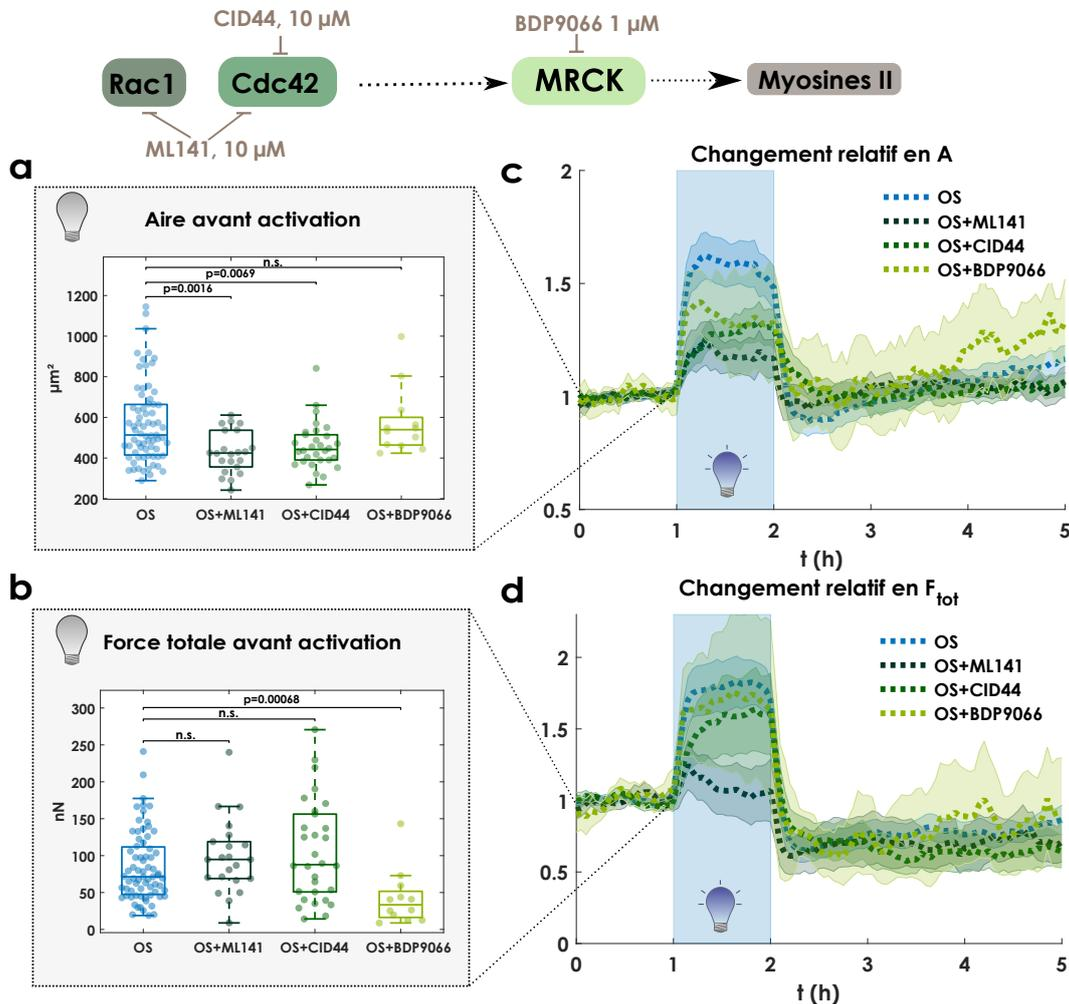 CID44, 10 µM
BDP9066 1 µM
Rac1
Cdc42
MRCK
Myosines II
ML141, 10 µM
a
Aire avant activation
n.s.
p=0.0069
p=0.0016
1200
1000
800
600
400
200
µm²
OS
OS+ML141
OS+CID44
OS+BDP9066
c
Changement relatif en A
2
1.5
1
0.5
OS
OS+ML141
OS+CID44
OS+BDP9066
0 1 2 3 4 5
t (h)
b
Force totale avant activation
p=0.00068
n.s.
n.s.
300
250
200
150
100
50
0
nN
OS
OS+ML141
OS+CID44
OS+BDP9066
d
Changement relatif en Ftot
2
1.5
1
0.5
0
OS
OS+ML141
OS+CID44
OS+BDP9066
0 1 2 3 4 5
t (h)